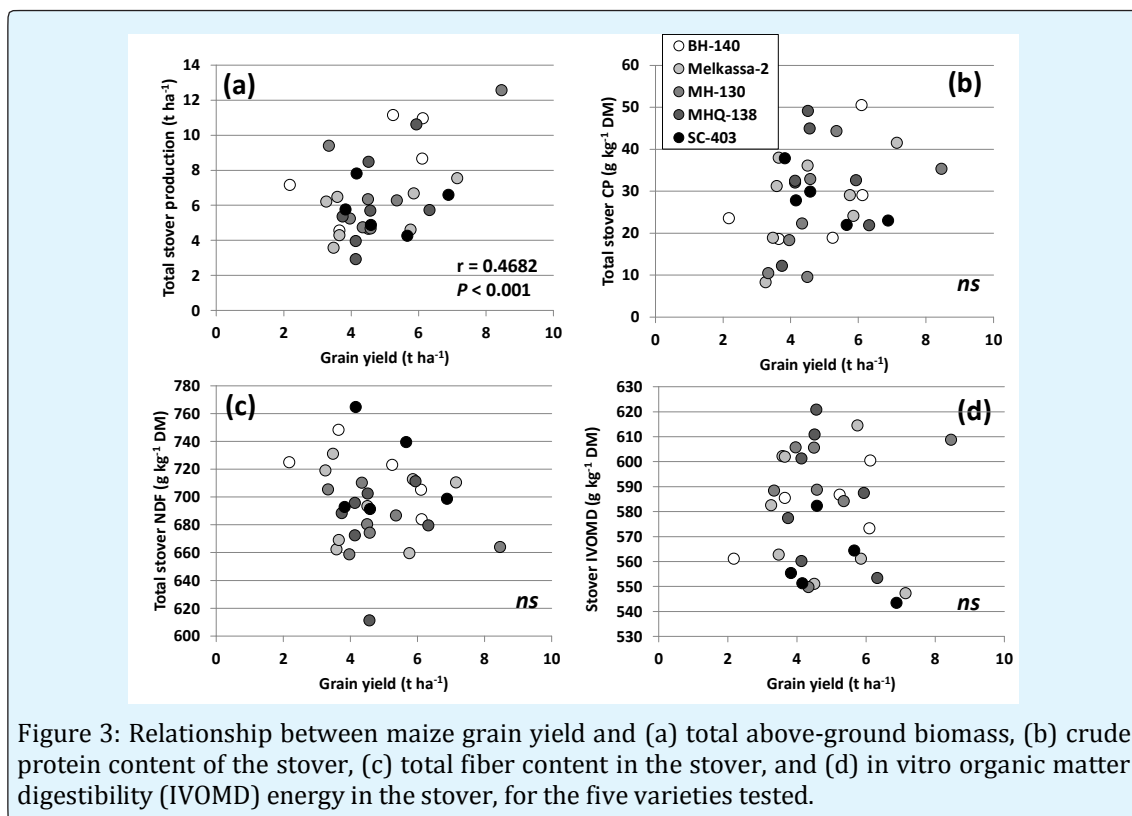 (a)
Total stover production (t ha⁻¹)
14
12
10
8
6
4
2
0
0 2 4 6 8 10
Grain yield (t ha⁻¹)
r = 0.4682
P < 0.001
BH-140
Melkassa-2
MH-130
MHQ-138
SC-403
(b)
Total stover CP (g kg⁻¹ DM)
60
50
40
30
20
10
0
0 2 4 6 8 10
Grain yield (t ha⁻¹)
ns
(c)
Total stover NDF (g kg⁻¹ DM)
780
760
740
720
700
680
660
640
620
600
0 2 4 6 8 10
Grain yield (t ha⁻¹)
ns
(d)
Stover IVOMD (g kg⁻¹ DM)
630
620
610
600
590
580
570
560
550
540
530
0 2 4 6 8 10
Grain yield (t ha⁻¹)
ns
Figure 3: Relationship between maize grain yield and (a) total above-ground biomass, (b) crude
protein content of the stover, (c) total fiber content in the stover, and (d) in vitro organic matter
digestibility (IVOMD) energy in the stover, for the five varieties tested.